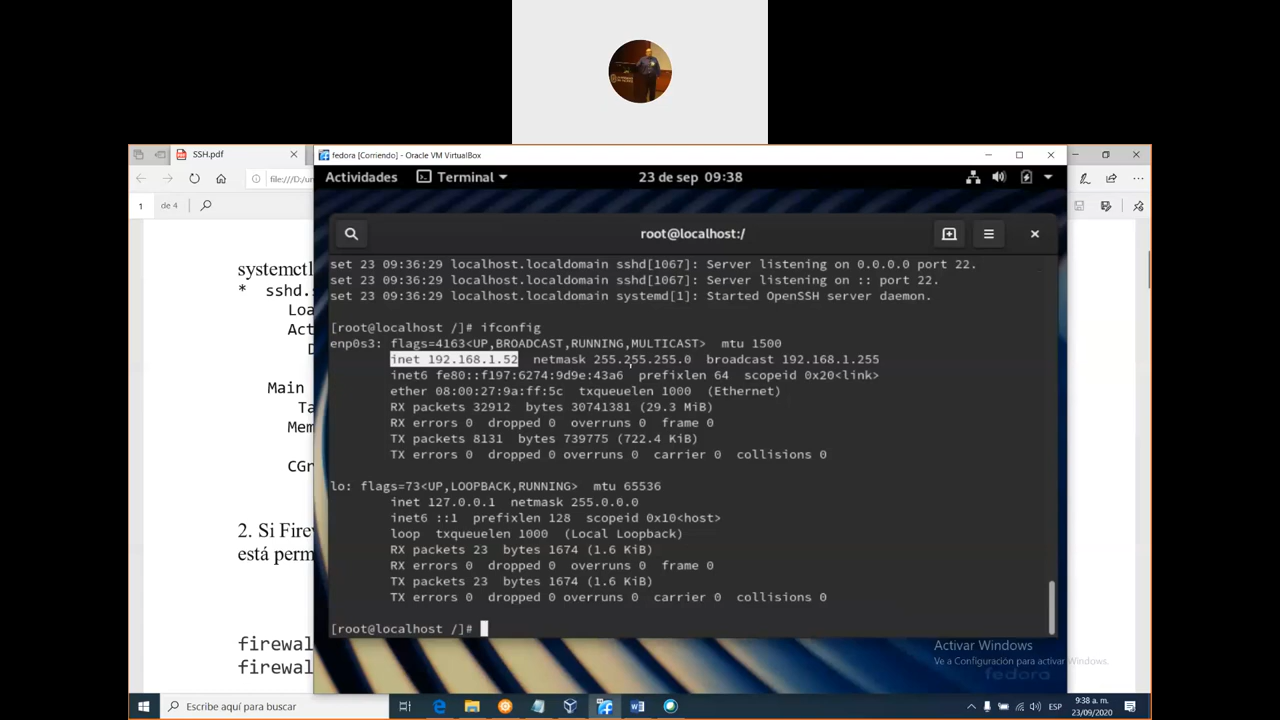 SSH.pdf
fedora [Corriendo] - Oracle VM VirtualBox
Actividades Terminal 23 de sep 09:38
file:///D:/ur
1 de 4
root@localhost:/
set 23 09:36:29 localhost.localdomain sshd[1067]: Server listening on 0.0.0.0 port 22.
set 23 09:36:29 localhost.localdomain sshd[1067]: Server listening on :: port 22.
set 23 09:36:29 localhost.localdomain systemd[1]: Started OpenSSH server daemon.
[root@localhost /]# ifconfig
enp0s3: flags=4163<UP,BROADCAST,RUNNING,MULTICAST> mtu 1500
inet 192.168.1.52 netmask 255.255.255.0 broadcast 192.168.1.255
inet6 fe80::f197:6274:9d9e:43a6 prefixlen 64 scopeid 0x20<link>
ether 08:00:27:9a:ff:5c txqueuelen 1000 (Ethernet)
RX packets 32912 bytes 30741381 (29.3 MiB)
RX errors 0 dropped 0 overruns 0 frame 0
TX packets 8131 bytes 739775 (722.4 KiB)
TX errors 0 dropped 0 overruns 0 carrier 0 collisions 0
lo: flags=73<UP,LOOPBACK,RUNNING> mtu 65536
inet 127.0.0.1 netmask 255.0.0.0
inet6 ::1 prefixlen 128 scopeid 0x10<host>
loop txqueuelen 1000 (Local Loopback)
RX packets 23 bytes 1674 (1.6 KiB)
RX errors 0 dropped 0 overruns 0 frame 0
TX packets 23 bytes 1674 (1.6 KiB)
TX errors 0 dropped 0 overruns 0 carrier 0 collisions 0
[root@localhost /]#
systemctl
* sshd.s
Loa
Act
D
Main
Ta
Mem
CGr
2. Si Firew
está perm
firewal
firewal
Activar Windows
Ve a Configuración para activar Windows.
fedora
Escribe aquí para buscar
ESP
9:38 a. m.
23/09/2020